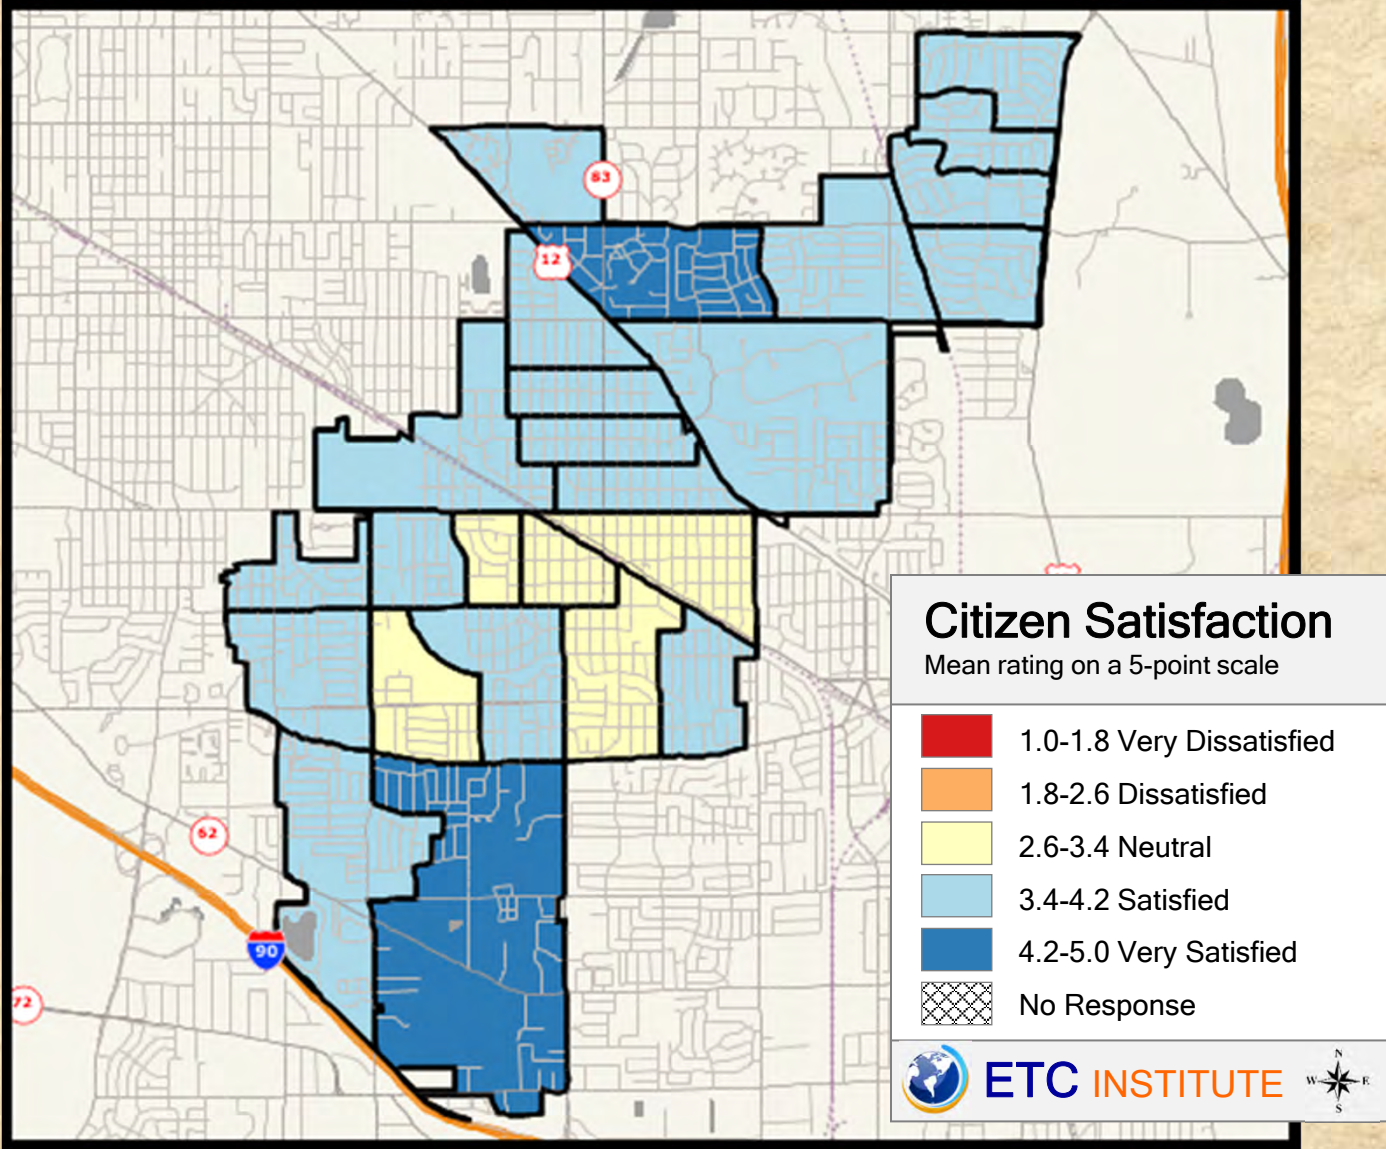 83
12
Citizen Satisfaction
Mean rating on a 5-point scale
1.0-1.8 Very Dissatisfied
1.8-2.6 Dissatisfied
2.6-3.4 Neutral
62
3.4-4.2 Satisfied
90
4.2-5.0 Very Satisfied
72
No Response
ETC INSTITUTE
N
W E
S